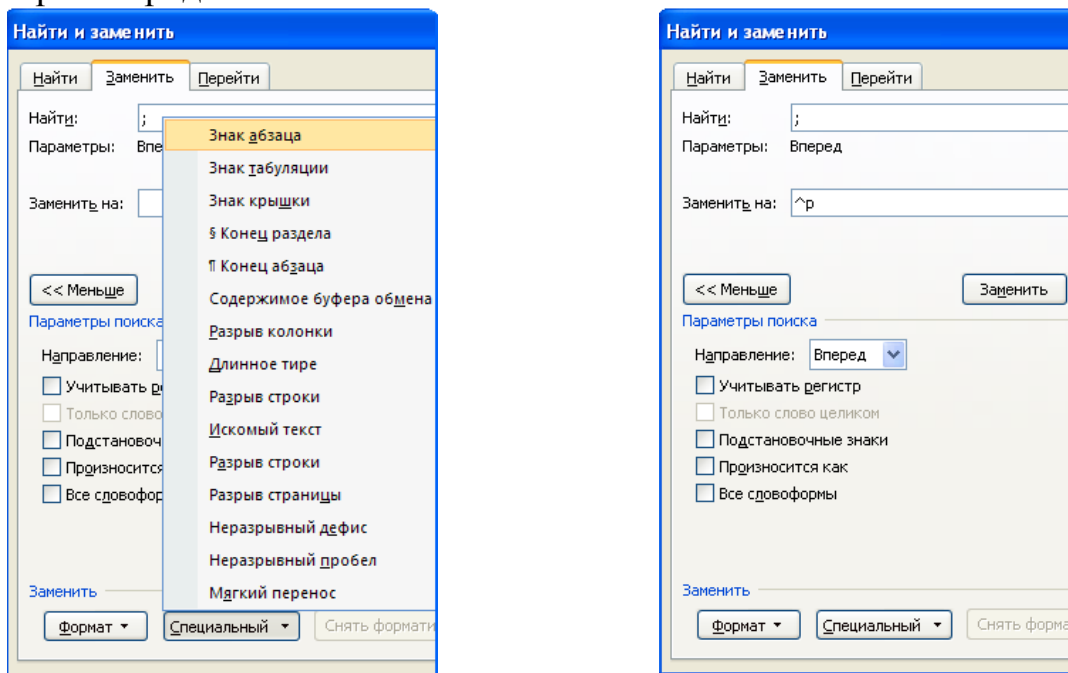 Найти и заменить
Найти Заменить Перейти
Найти: ;
Параметры: Впе
Заменить на:
<< Меньше
Параметры поиска
Направление:
Учитывать ре
Только слово
Подстановоч
Произносится
Все словофор
Заменить
Формат Специальный Снять формати
Знак абзаца
Знак табуляции
Знак крышки
§ Конец раздела
¶ Конец абзаца
Содержимое буфера обмена
Разрыв колонки
Длинное тире
Разрыв строки
Искомый текст
Разрыв строки
Разрыв страницы
Неразрывный дефис
Неразрывный пробел
Мягкий перенос
Найти и заменить
Найти Заменить Перейти
Найти: ;
Параметры: Вперед
Заменить на: ^p
<< Меньше Заменить
Параметры поиска
Направление: Вперед
Учитывать регистр
Только слово целиком
Подстановочные знаки
Произносится как
Все словоформы
Заменить
Формат Специальный Снять форма